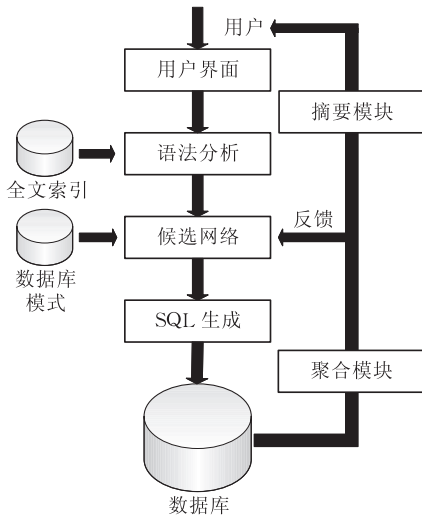 用户
用户界面
摘要模块
语法分析
全文索引
反馈
候选网络
数据库
模式
SQL 生成
聚合模块
数据库